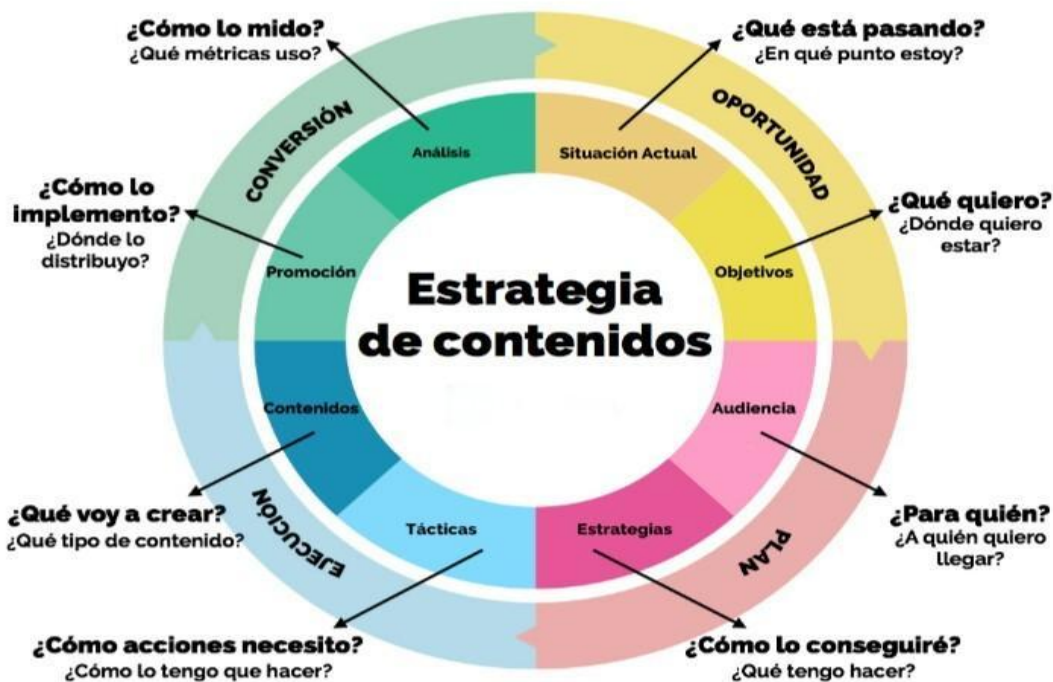 ¿Cómo lo mido?
¿Qué métricas uso?
¿Qué está pasando?
¿En qué punto estoy?
CONVERSIÓN
OPORTUNIDAD
Análisis
Situación Actual
¿Cómo lo
implemento?
¿Dónde lo
distribuyo?
¿Qué quiero?
¿Dónde quiero
estar?
Promoción
Objetivos
Estrategia
de contenidos
Contenidos
Audiencia
¿Qué voy a crear?
¿Qué tipo de contenido?
EJECUCIÓN
Tácticas
Estrategias
PLAN
¿Para quién?
¿A quién quiero
llegar?
¿Cómo acciones necesito?
¿Cómo lo tengo que hacer?
¿Cómo lo conseguiré?
¿Qué tengo hacer?